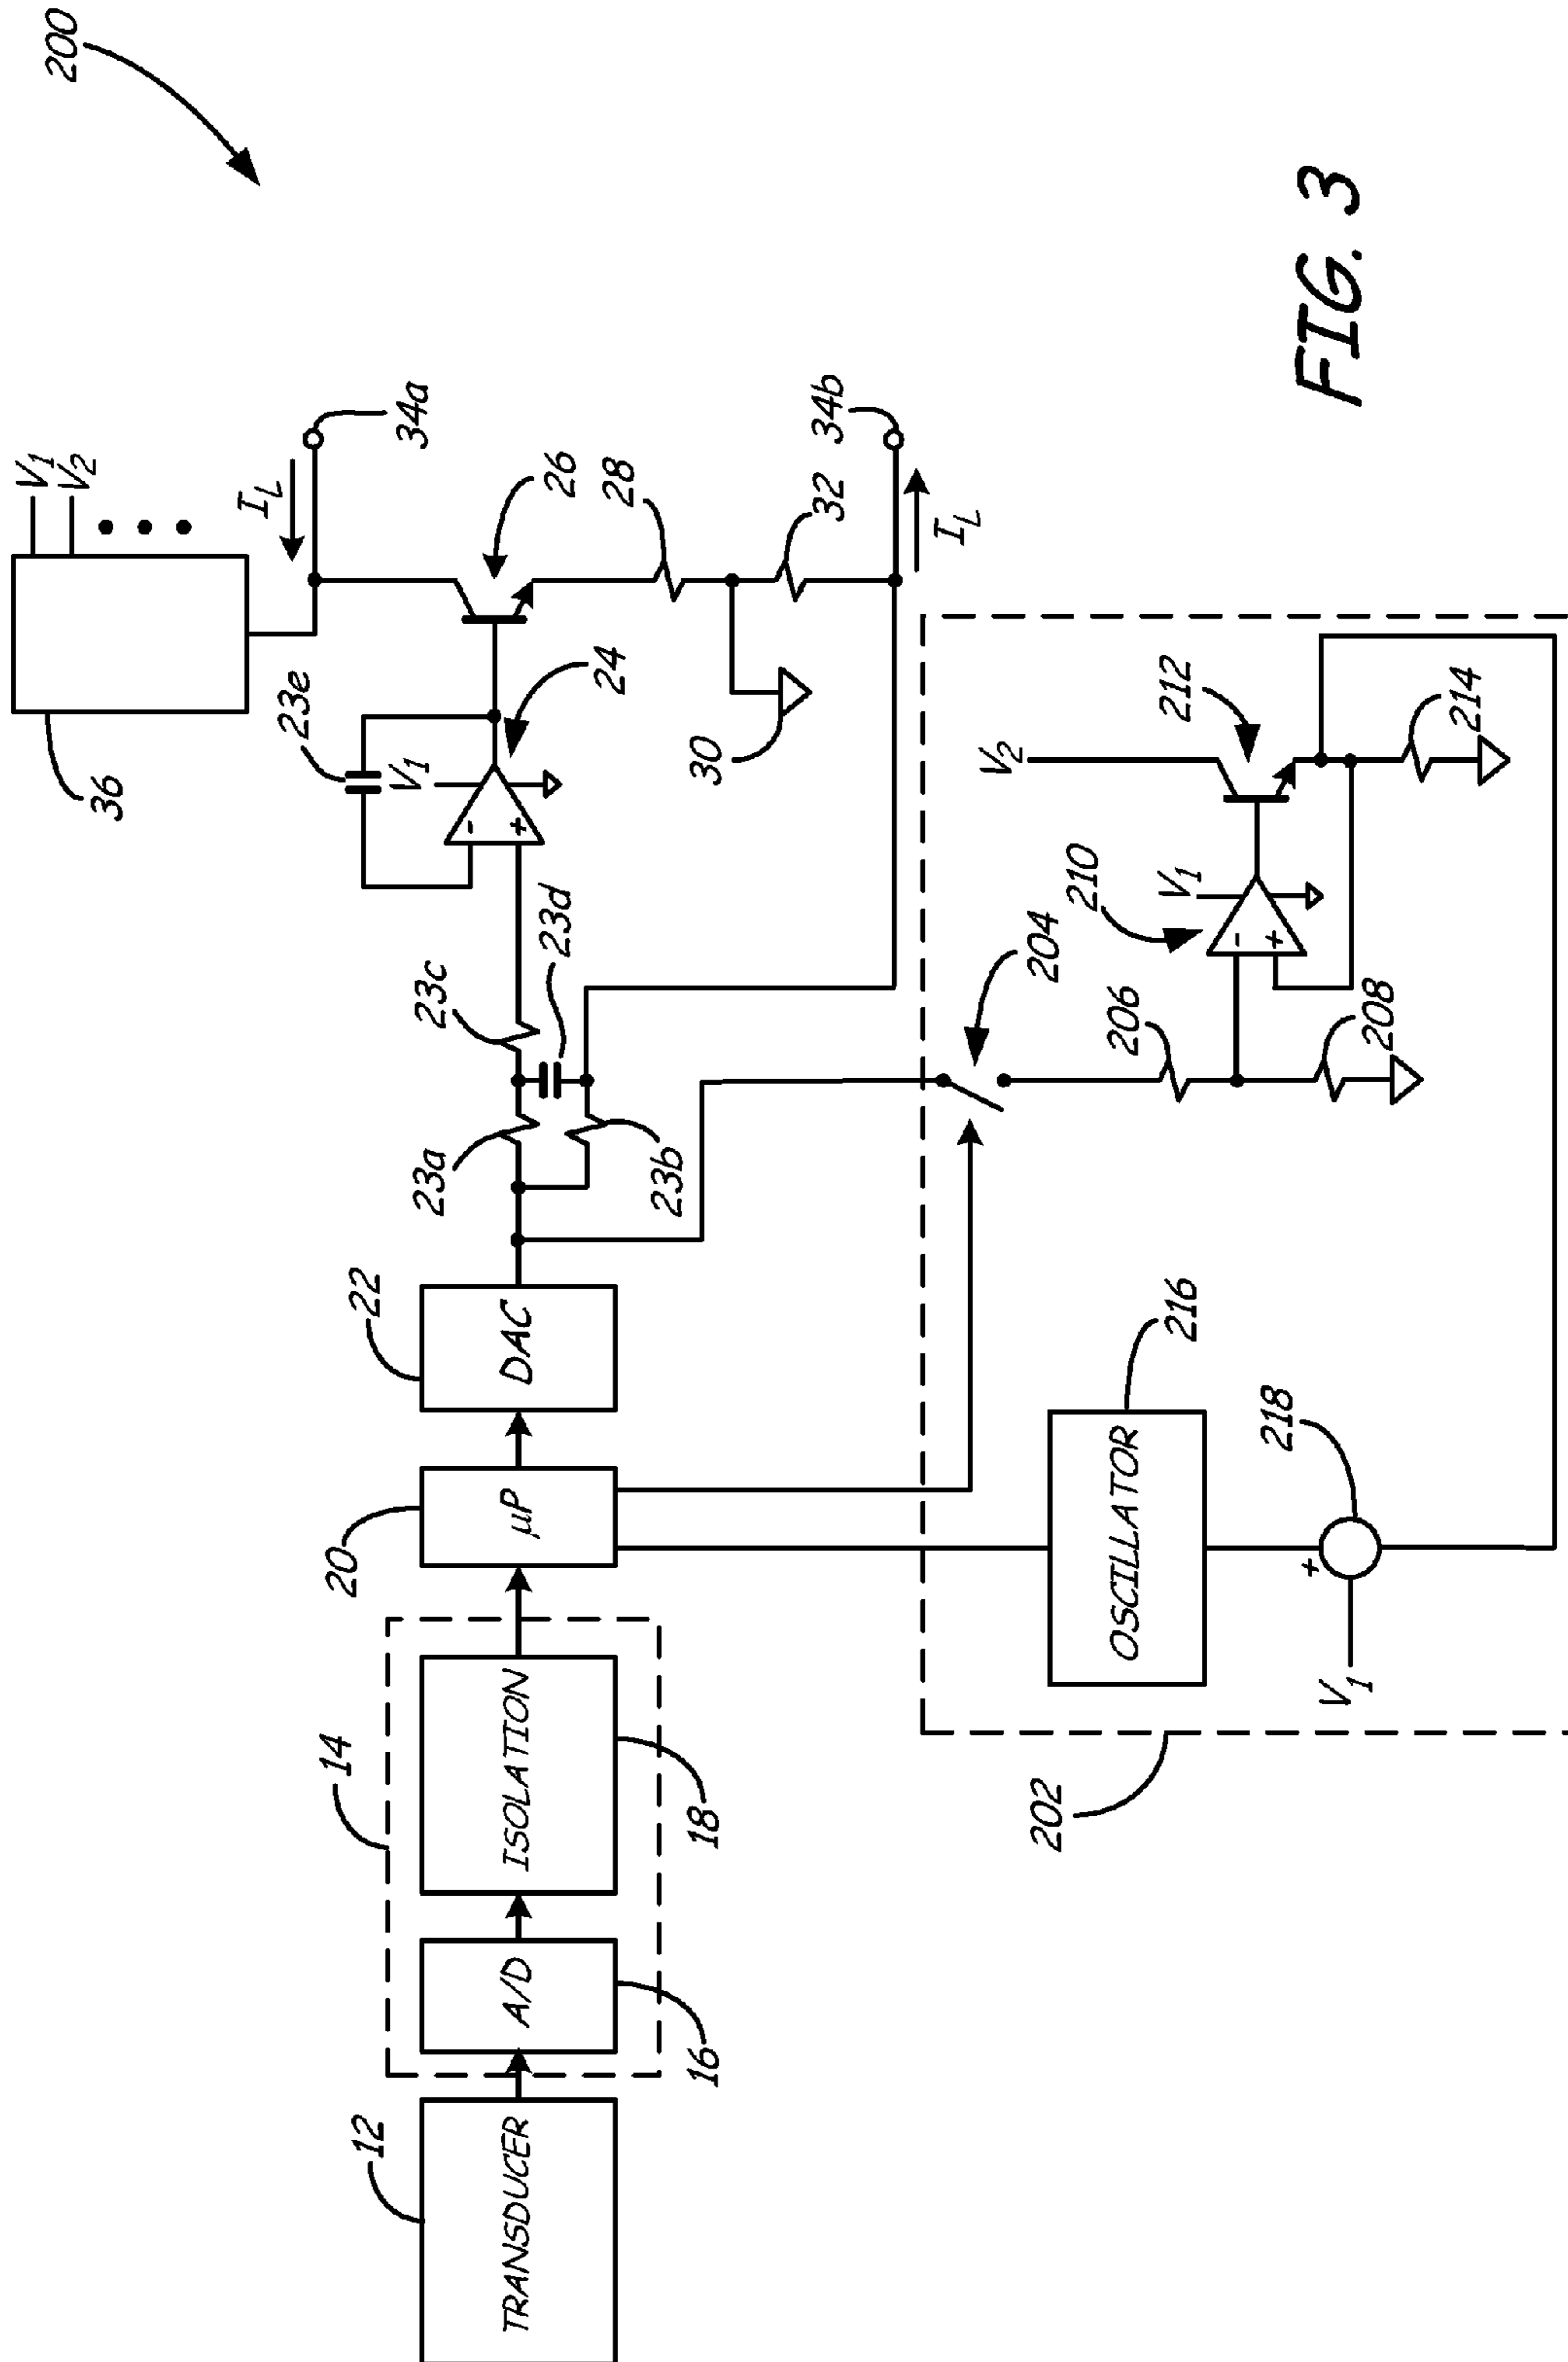 200
36
V1
V2
IL
34a
23e
V1
-
+
24
26
28
30
32
34b
IL
12
TRANSDUCER
14
A/D
16
ISOLATION
18
20
μP
22
DAC
23a
23b
23c
23d
202
204
206
208
210
V1
-
+
V2
212
214
OSCILLATOR
216
218
+
V1
FIG. 3